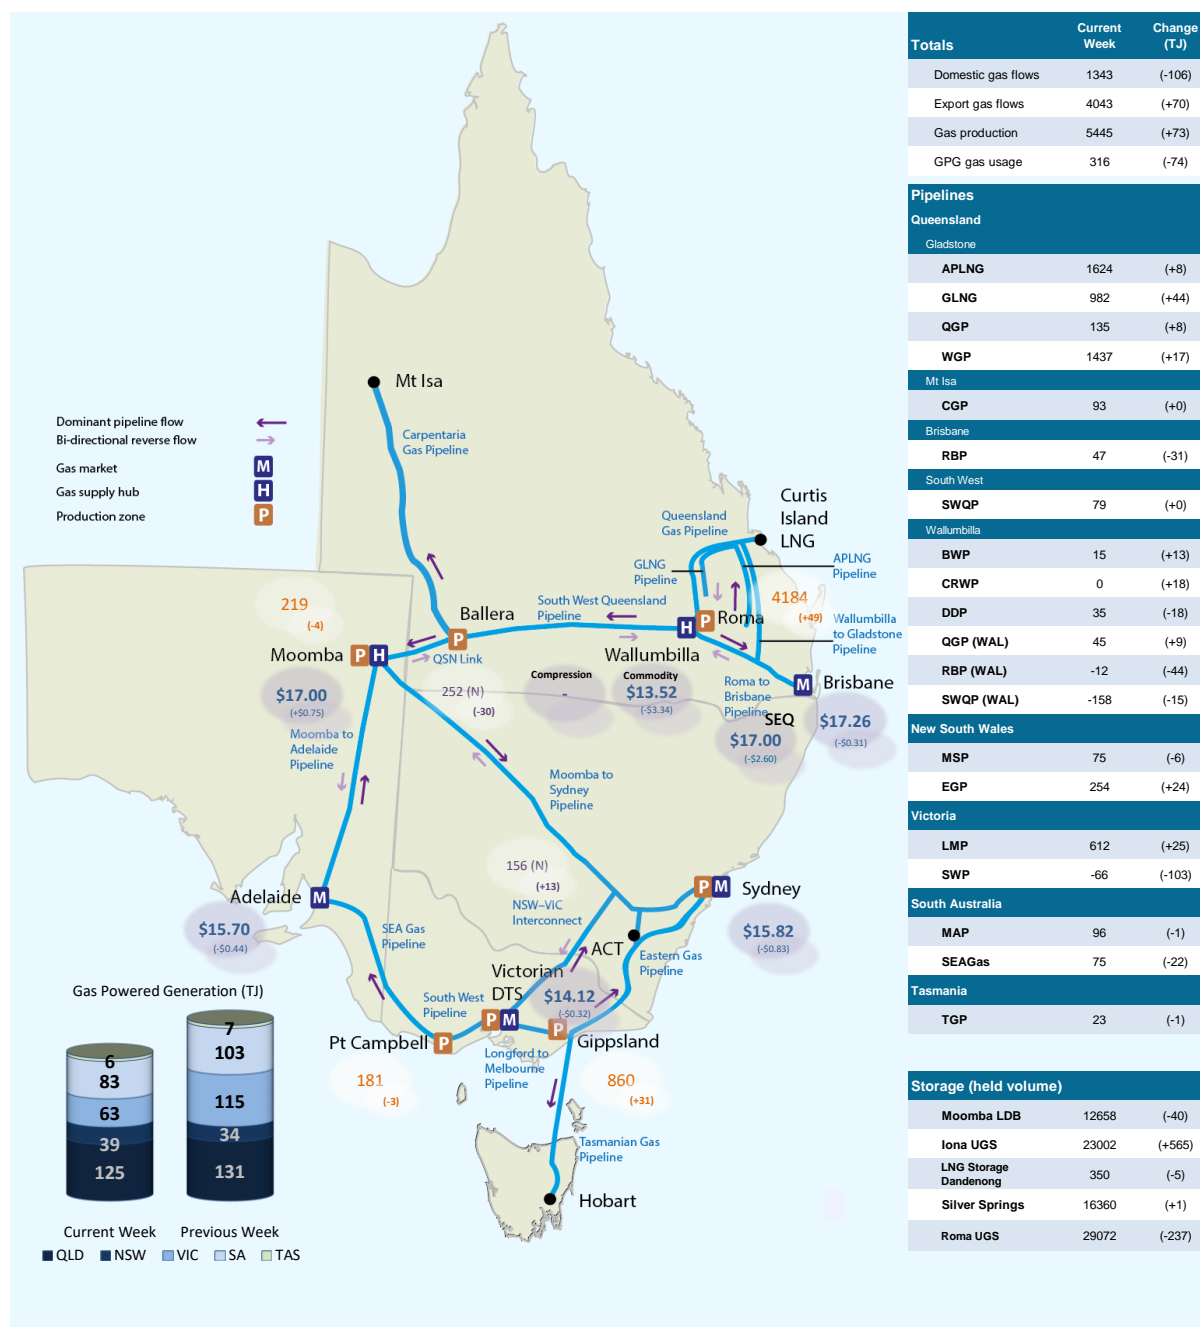 Dominant pipeline flow
Bi-directional reverse flow
Gas market
M
Gas supply hub
H
Production zone
P
Mt Isa
Carpentaria
Gas Pipeline
Curtis
Island
LNG
Queensland
Gas Pipeline
GLNG
Pipeline
APLNG
Pipeline
4184
(+49)
Wallumbilla
to Gladstone
Pipeline
South West Queensland
Pipeline
H
P
Roma
Wallumbilla
219
(-4)
Ballera
P
QSN Link
Moomba
P
H
$17.00
(+$0.75)
Moomba to
Adelaide
Pipeline
252 (N)
(-30)
Compression
-
Commodity
$13.52
(-$3.34)
Roma to
Brisbane
Pipeline
M
Brisbane
SEQ
$17.00
(-$2.60)
$17.26
(-$0.31)
Moomba to
Sydney
Pipeline
156 (N)
(+13)
NSW–VIC
Interconnect
Adelaide
M
$15.70
(-$0.44)
SEA Gas
Pipeline
P
M
Sydney
$15.82
(-$0.83)
ACT
Eastern Gas
Pipeline
Victorian
DTS
$14.12
(-$0.32)
South West
Pipeline
P
M
P
Pt Campbell
P
Gippsland
Longford to
Melbourne
Pipeline
181
(-3)
860
(+31)
Tasmanian Gas
Pipeline
Hobart
Gas Powered Generation (TJ)
6
83
63
39
125
7
103
115
34
131
Current Week
Previous Week
QLD NSW VIC SA TAS
Totals Current Week Change (TJ)
Domestic gas flows 1343 (-106)
Export gas flows 4043 (+70)
Gas production 5445 (+73)
GPG gas usage 316 (-74)
Pipelines
Queensland
Gladstone
APLNG 1624 (+8)
GLNG 982 (+44)
QGP 135 (+8)
WGP 1437 (+17)
Mt Isa
CGP 93 (+0)
Brisbane
RBP 47 (-31)
South West
SWQP 79 (+0)
Wallumbilla
BWP 15 (+13)
CRWP 0 (+18)
DDP 35 (-18)
QGP (WAL) 45 (+9)
RBP (WAL) -12 (-44)
SWQP (WAL) -158 (-15)
New South Wales
MSP 75 (-6)
EGP 254 (+24)
Victoria
LMP 612 (+25)
SWP -66 (-103)
South Australia
MAP 96 (-1)
SEAGas 75 (-22)
Tasmania
TGP 23 (-1)
Storage (held volume)
Moomba LDB 12658 (-40)
Iona UGS 23002 (+565)
LNG Storage
Dandenong 350 (-5)
Silver Springs 16360 (+1)
Roma UGS 29072 (-237)